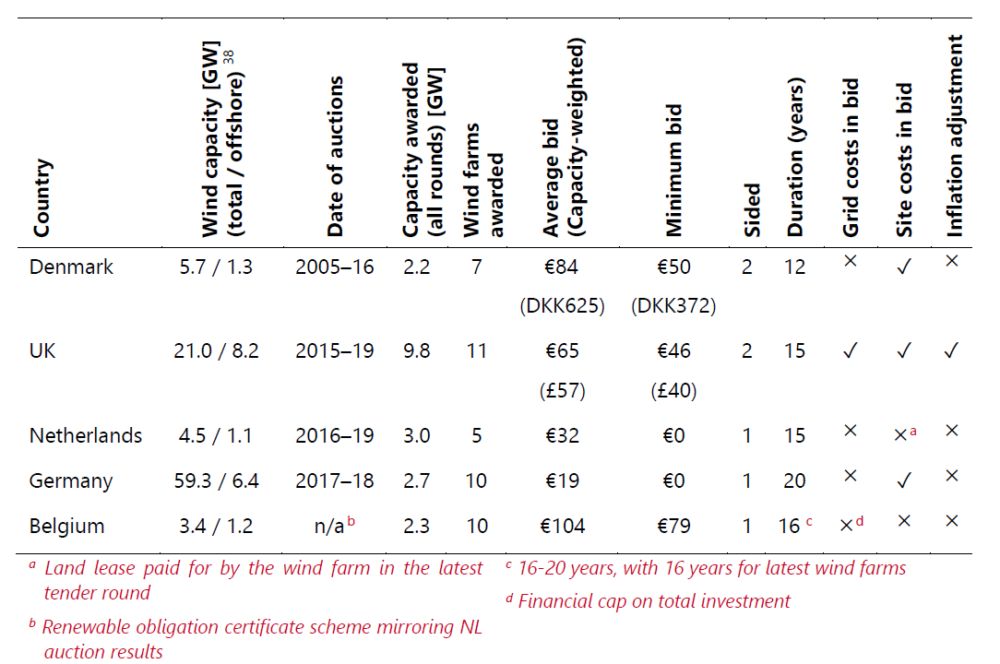 Country
Wind capacity [GW]
(total / offshore) 38
Date of auctions
Capacity awarded
(all rounds) [GW]
Wind farms
awarded
Average bid
(Capacity-weighted)
Minimum bid
Sided
Duration (years)
Grid costs in bid
Site costs in bid
Inflation adjustment
Denmark 5.7 / 1.3 2005–16 2.2 7 €84 €50 2 12 × ✓ ×
(DKK625) (DKK372)
UK 21.0 / 8.2 2015–19 9.8 11 €65 €46 2 15 ✓ ✓ ✓
(£57) (£40)
Netherlands 4.5 / 1.1 2016–19 3.0 5 €32 €0 1 15 × ×a ×
Germany 59.3 / 6.4 2017–18 2.7 10 €19 €0 1 20 × ✓ ×
Belgium 3.4 / 1.2 n/a b 2.3 10 €104 €79 1 16 c ×d × ×
a Land lease paid for by the wind farm in the latest
tender round
b Renewable obligation certificate scheme mirroring NL
auction results
c 16-20 years, with 16 years for latest wind farms
d Financial cap on total investment